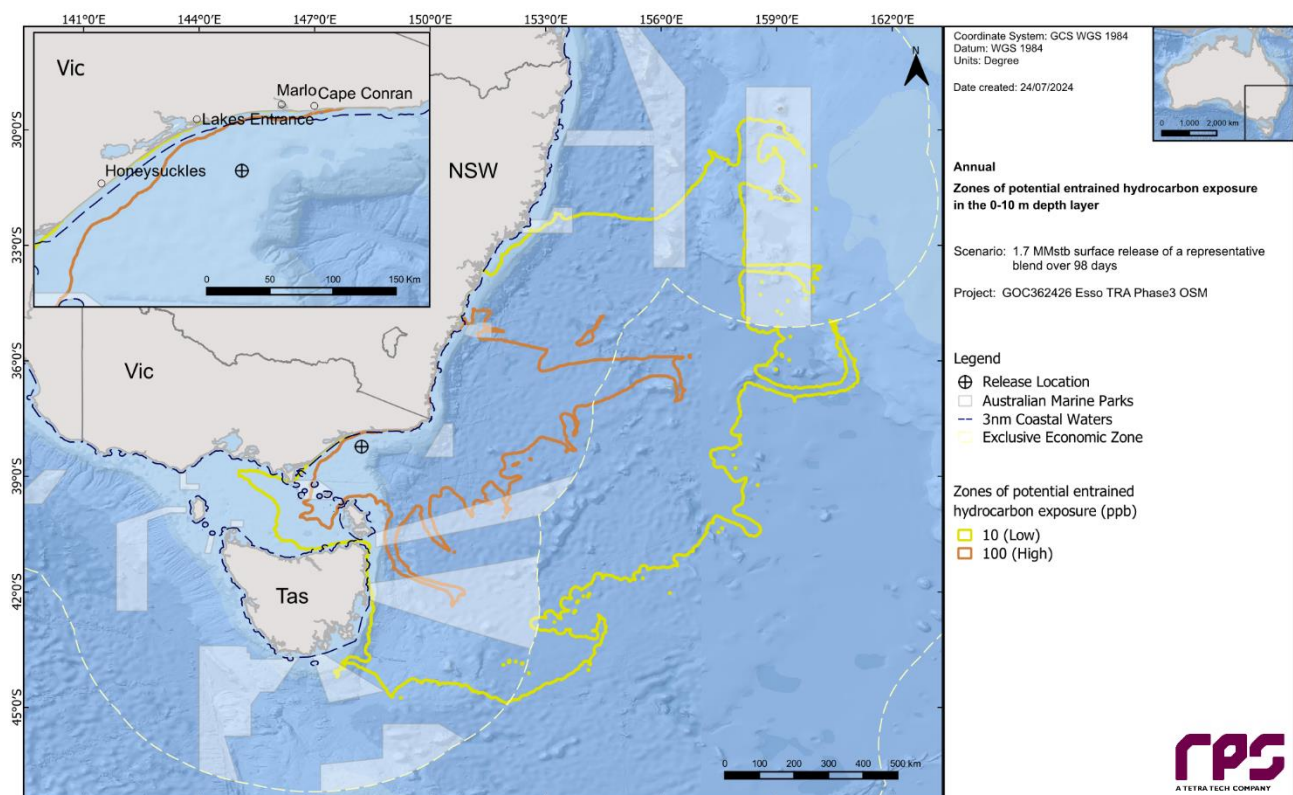 141°0'E 144°0'E 147°0'E 150°0'E 153°0'E 156°0'E 159°0'E 162°0'E
30°0'S
33°0'S
36°0'S
39°0'S
42°0'S
45°0'S
Vic
Marlo
Cape Conran
Lakes Entrance
Honeysuckles
0 50 100 150 Km
NSW
Vic
Tas
N
0 100 200 300 400 500 km
Coordinate System: GCS WGS 1984
Datum: WGS 1984
Units: Degree
Date created: 24/07/2024
0 1,000 2,000 km
Annual
Zones of potential entrained hydrocarbon exposure
in the 0-10 m depth layer
Scenario: 1.7 MMstb surface release of a representative
blend over 98 days
Project: GOC362426 Esso TRA Phase3 OSM
Legend
Release Location
Australian Marine Parks
3nm Coastal Waters
Exclusive Economic Zone
Zones of potential entrained
hydrocarbon exposure (ppb)
10 (Low)
100 (High)
rps
A TETRA TECH COMPANY